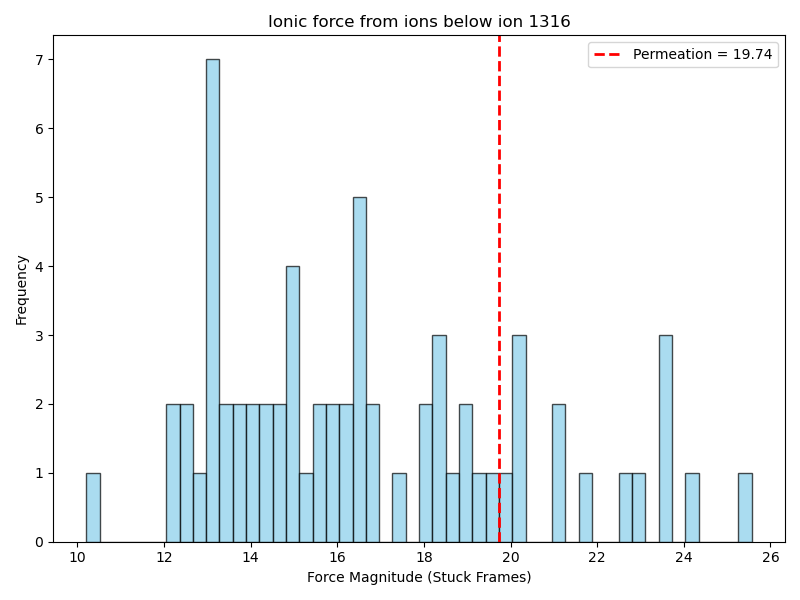 Ionic force from ions below ion 1316
Permeation = 19.74
7
6
5
4
3
2
1
0
Frequency
10 12 14 16 18 20 22 24 26
Force Magnitude (Stuck Frames)